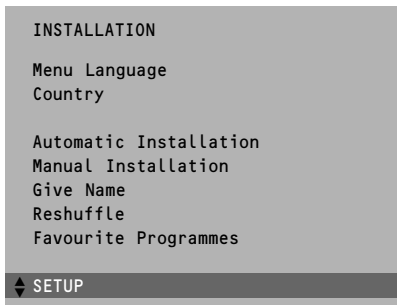 INSTALLATION
Menu Language
Country
Automatic Installation
Manual Installation
Give Name
Reshuffle
Favourite Programmes
SETUP